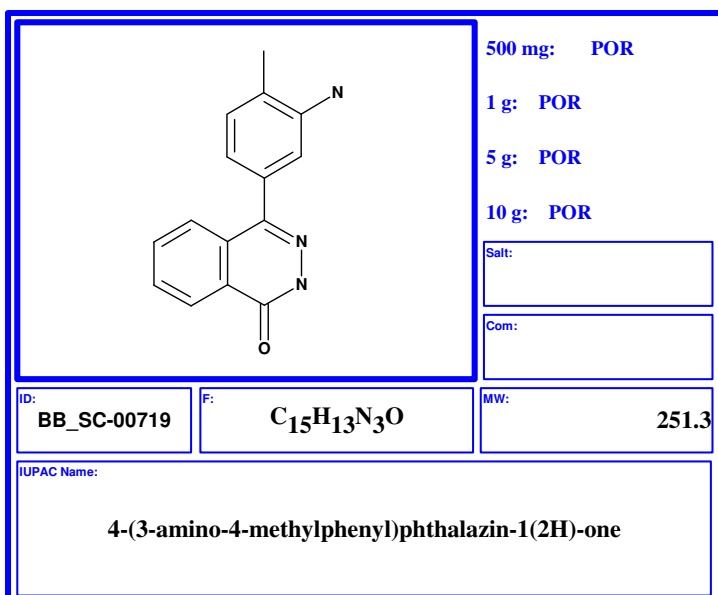 500 mg: POR
1 g: POR
5 g: POR
10 g: POR
N
N
N
O
Salt:
Com:
ID:
BB_SC-00719
F:
C15H13N3O
MW:
251.3
IUPAC Name:
4-(3-amino-4-methylphenyl)phthalazin-1(2H)-one